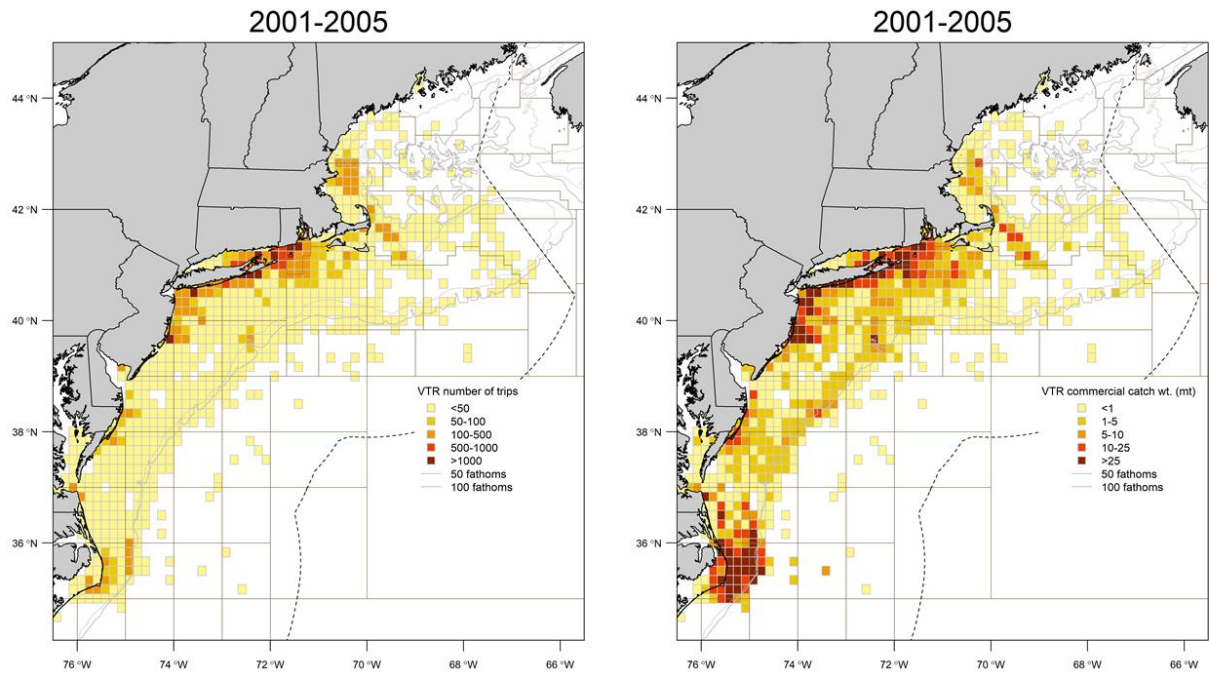 2001-2005
44 °N
42 °N
40 °N
38 °N
36 °N
76 °W
74 °W
72 °W
70 °W
68 °W
66 °W
VTR number of trips
<50
50-100
100-500
500-1000
>1000
50 fathoms
100 fathoms
2001-2005
44 °N
42 °N
40 °N
38 °N
36 °N
76 °W
74 °W
72 °W
70 °W
68 °W
66 °W
VTR commercial catch wt. (mt)
<1
1-5
5-10
10-25
>25
50 fathoms
100 fathoms